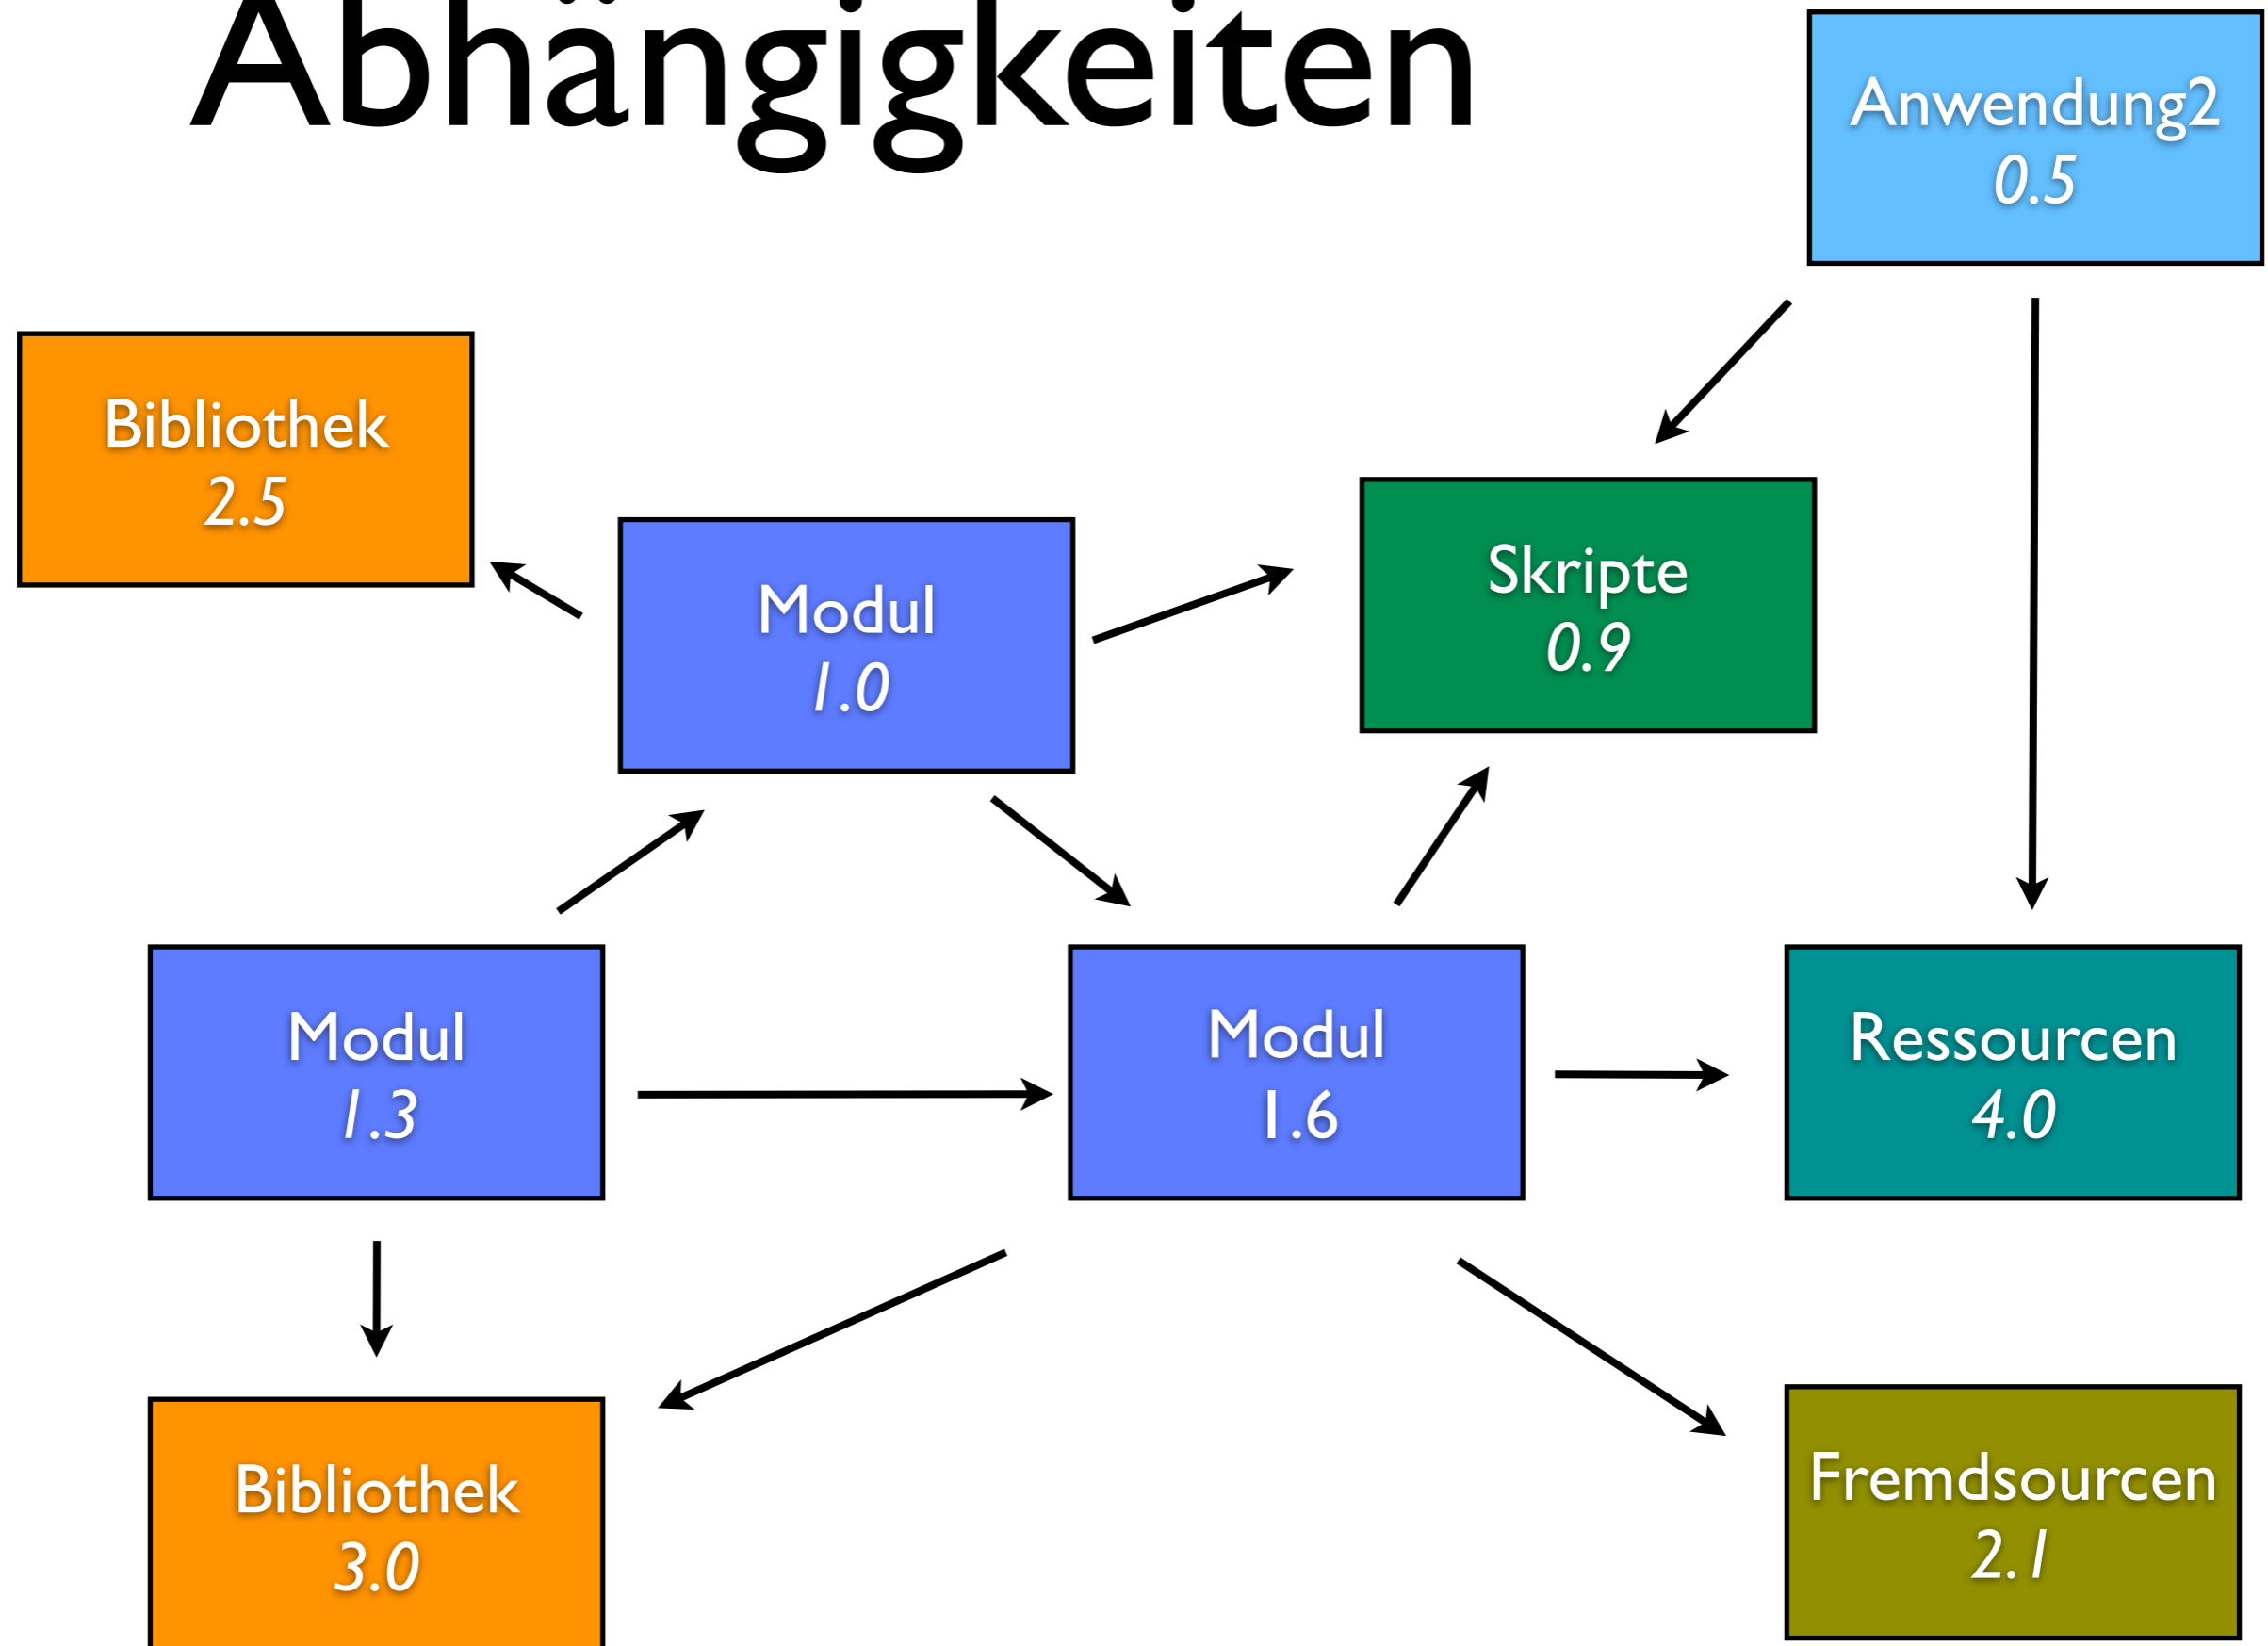 Abhängigkeiten
Anwendung2
0.5
Bibliothek
2.5
Modul
1.0
Skripte
0.9
Modul
1.3
Modul
1.6
Ressourcen
4.0
Bibliothek
3.0
Fremdsourcen
2.1